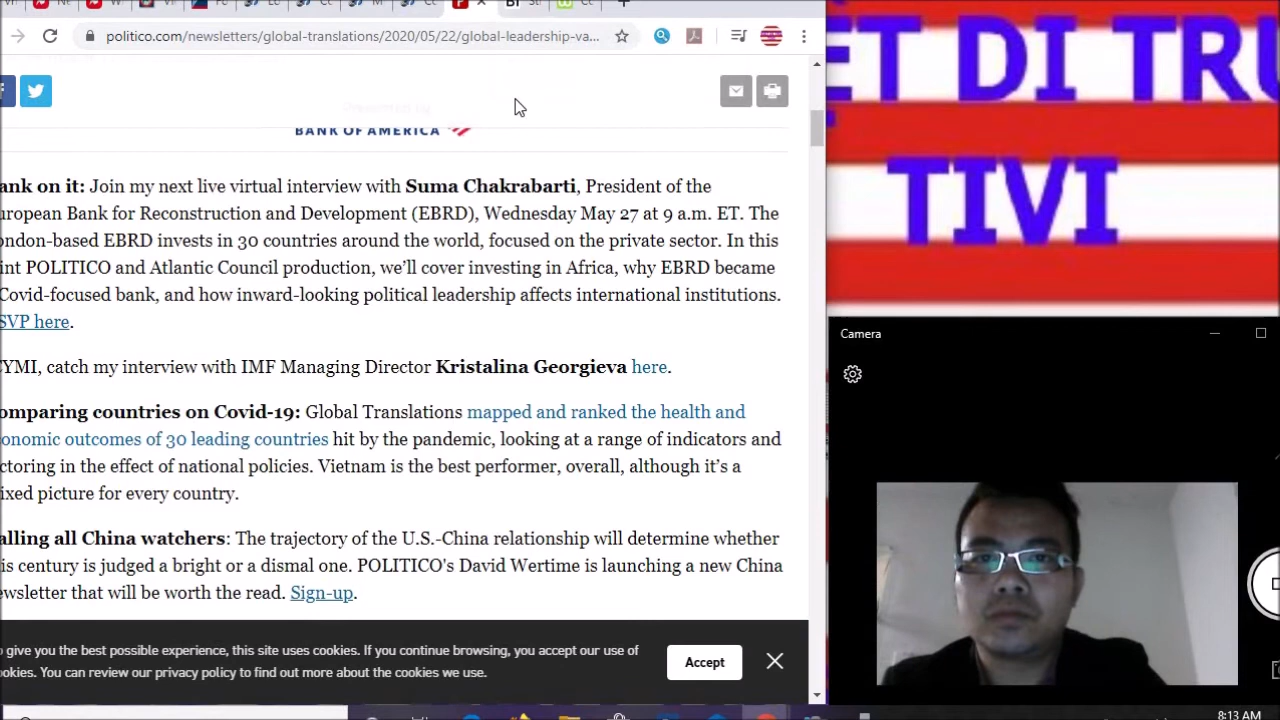 politico.com/newsletters/global-translations/2020/05/22/global-leadership-va...
BANK OF AMERICA
ank on it: Join my next live virtual interview with Suma Chakrabarti, President of the
uropean Bank for Reconstruction and Development (EBRD), Wednesday May 27 at 9 a.m. ET. The
ondon-based EBRD invests in 30 countries around the world, focused on the private sector. In this
int POLITICO and Atlantic Council production, we'll cover investing in Africa, why EBRD became
Covid-focused bank, and how inward-looking political leadership affects international institutions.
SVP here.
CYMI, catch my interview with IMF Managing Director Kristalina Georgieva here.
omparing countries on Covid-19: Global Translations mapped and ranked the health and
onomic outcomes of 30 leading countries hit by the pandemic, looking at a range of indicators and
ctoring in the effect of national policies. Vietnam is the best performer, overall, although it's a
ixed picture for every country.
alling all China watchers: The trajectory of the U.S.-China relationship will determine whether
is century is judged a bright or a dismal one. POLITICO's David Wertime is launching a new China
ewsletter that will be worth the read. Sign-up.
o give you the best possible experience, this site uses cookies. If you continue browsing, you accept our use of
okies. You can review our privacy policy to find out more about the cookies we use.
Accept
ET DI TRU
TIVI
Camera
8:13 AM